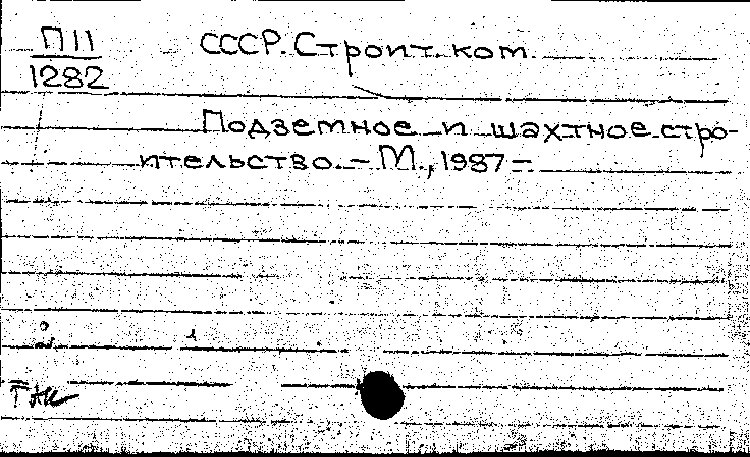 П11 СССР. Строит. ком.
1282
Подземное и шахтное стро-
ительство. – М., 1987 –